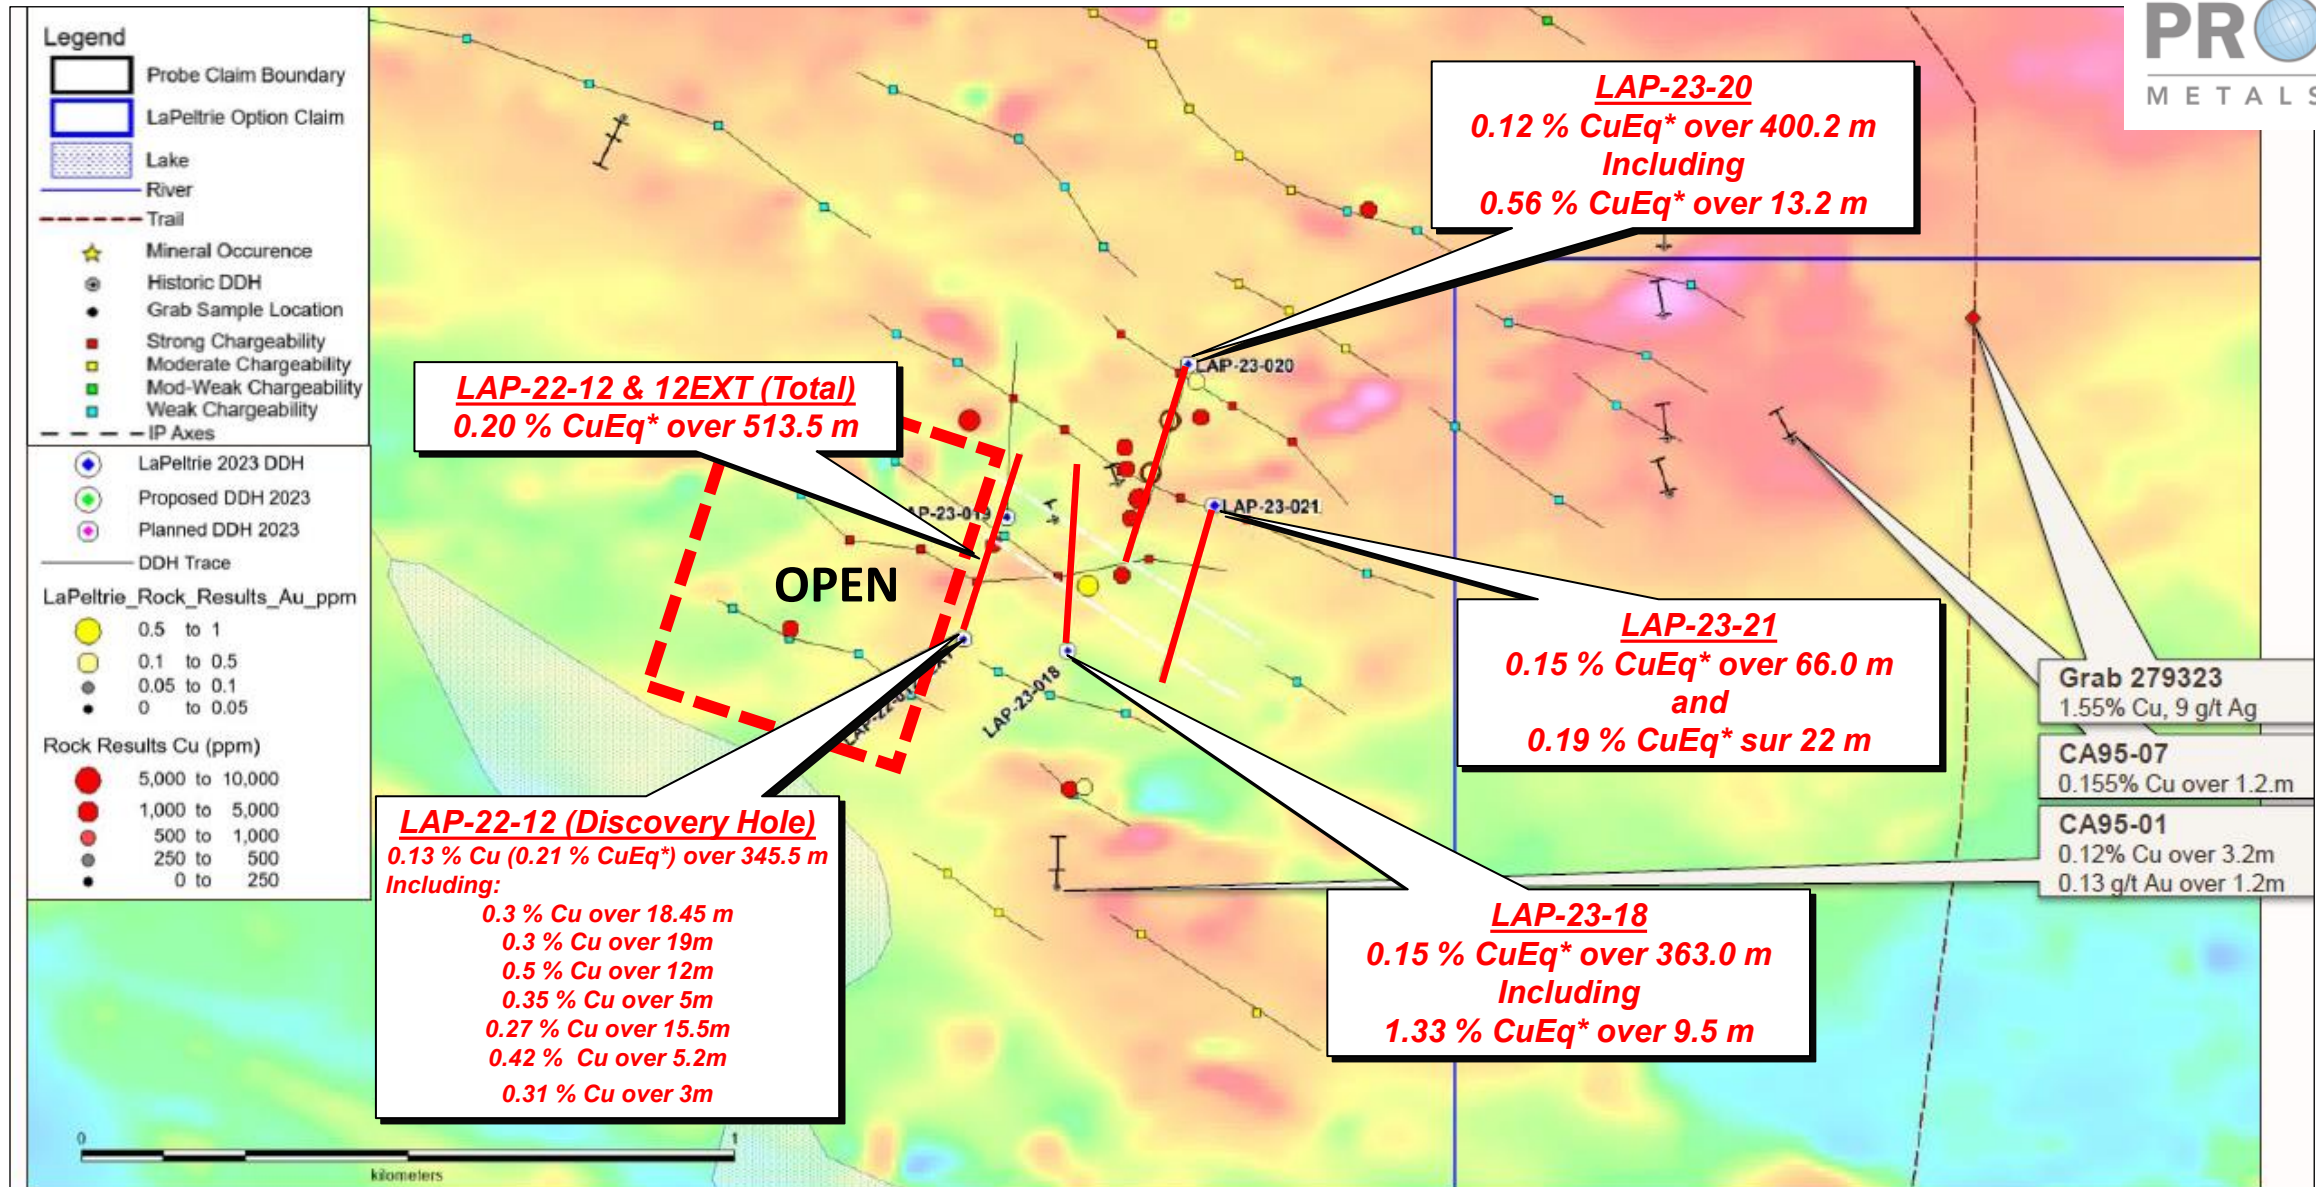 Legend
Probe Claim Boundary
LaPeltrie Option Claim
Lake
River
Trail
Mineral Occurence
Historic DDH
Grab Sample Location
Strong Chargeability
Moderate Chargeability
Mod-Weak Chargeability
Weak Chargeability
IP Axes
LaPeltrie 2023 DDH
Proposed DDH 2023
Planned DDH 2023
DDH Trace
LaPeltrie_Rock_Results_Au_ppm
0.5 to 1
0.1 to 0.5
0.05 to 0.1
0 to 0.05
Rock Results Cu (ppm)
5,000 to 10,000
1,000 to 5,000
500 to 1,000
250 to 500
0 to 250
0 1
kilometers
PR
METALS
LAP-23-20
0.12 % CuEq* over 400.2 m
Including
0.56 % CuEq* over 13.2 m
LAP-22-12 & 12EXT (Total)
0.20 % CuEq* over 513.5 m
LAP-23-020
AP-23-019
LAP-23-021
OPEN
LAP-23-018
LAP-23-21
0.15 % CuEq* over 66.0 m
and
0.19 % CuEq* sur 22 m
Grab 279323
1.55% Cu, 9 g/t Ag
CA95-07
0.155% Cu over 1.2.m
CA95-01
0.12% Cu over 3.2m
0.13 g/t Au over 1.2m
LAP-22-12 (Discovery Hole)
0.13 % Cu (0.21 % CuEq*) over 345.5 m
Including:
0.3 % Cu over 18.45 m
0.3 % Cu over 19m
0.5 % Cu over 12m
0.35 % Cu over 5m
0.27 % Cu over 15.5m
0.42 % Cu over 5.2m
0.31 % Cu over 3m
LAP-23-18
0.15 % CuEq* over 363.0 m
Including
1.33 % CuEq* over 9.5 m